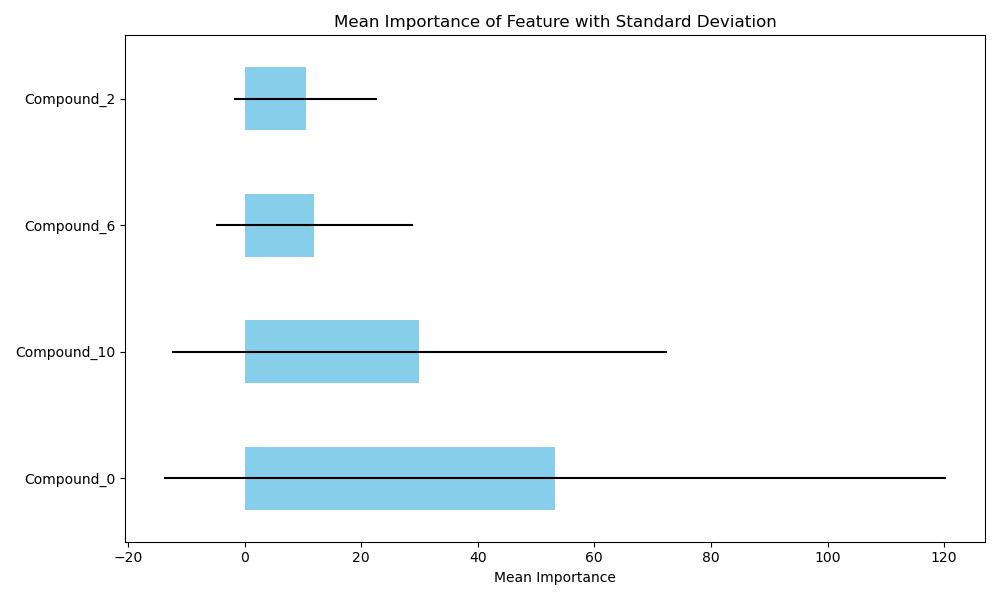 Mean Importance of Feature with Standard Deviation
Compound_2
Compound_6
Compound_10
Compound_0
−20 0 20 40 60 80 100 120
Mean Importance